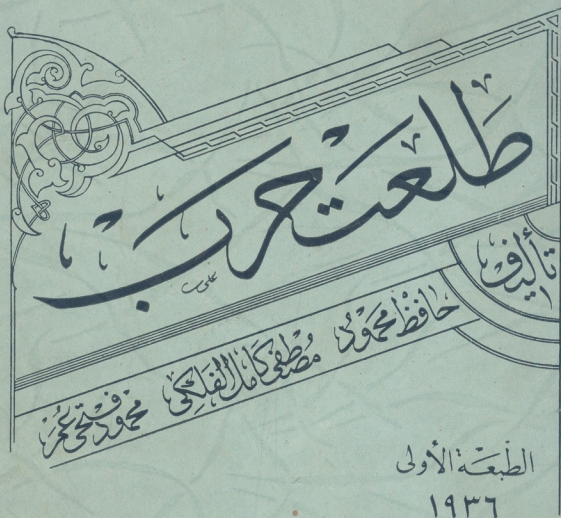 طلعت حرب
تأليف
حافظ محمود مصطفى كامل الفلكي محمود فتحي عمر
الطبعة الأولى
١٩٣٦